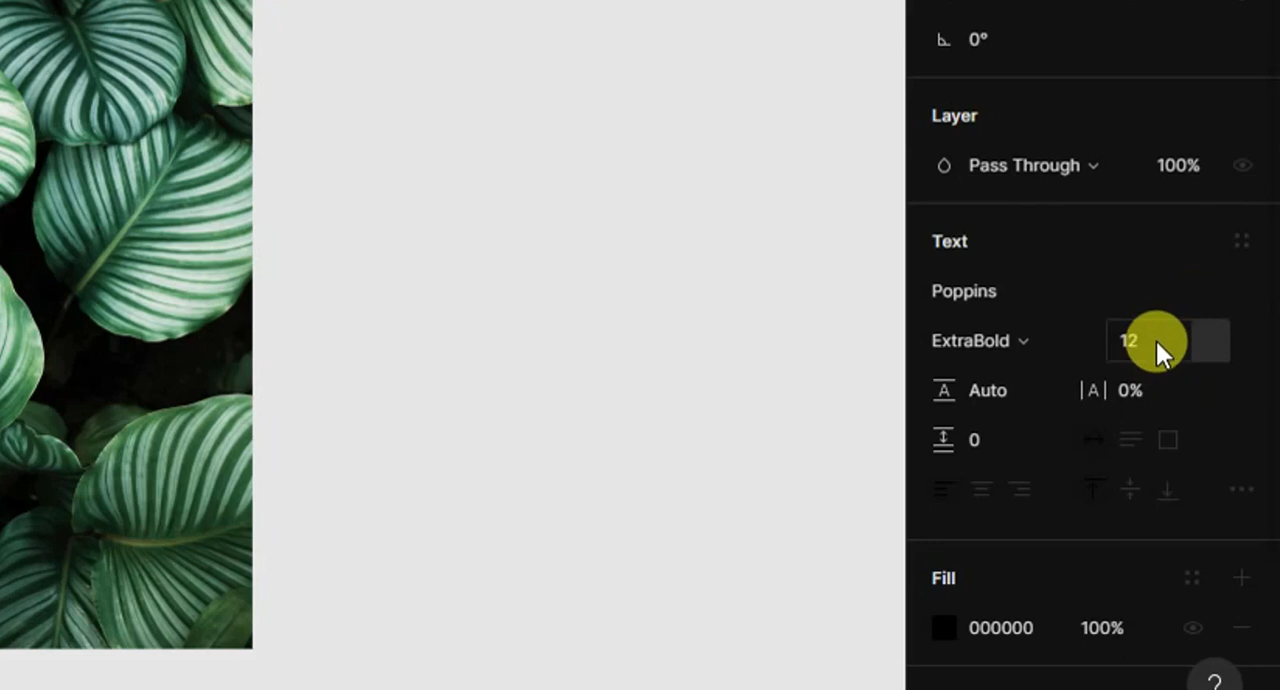 0°
Layer
Pass Through 100%
Text
Poppins
ExtraBold 12
A Auto |A| 0%
0
Fill
000000 100%
?